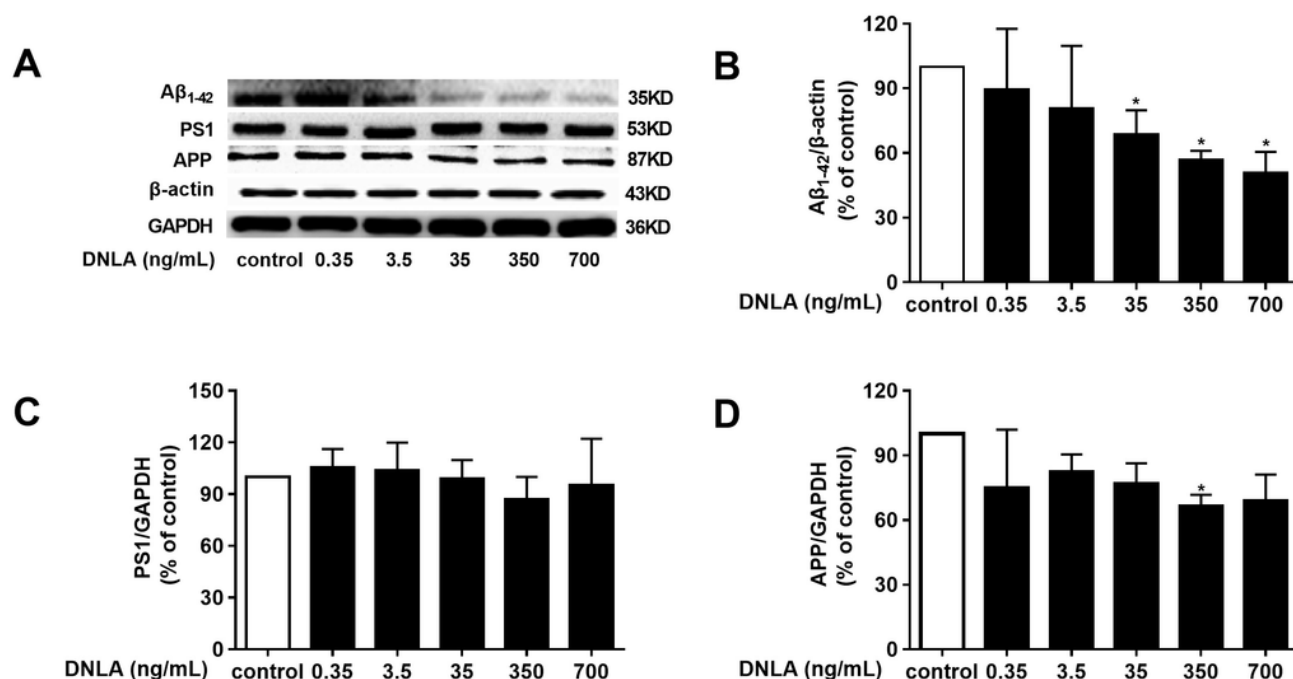 A
Aβ1-42 35KD
PS1 53KD
APP 87KD
β-actin 43KD
GAPDH 36KD
DNLA (ng/mL) control 0.35 3.5 35 350 700
B
Aβ1-42/β-actin
(% of control)
120
90
60
30
0
* * *
DNLA (ng/mL) control 0.35 3.5 35 350 700
C
PS1/GAPDH
(% of control)
150
120
90
60
30
0
DNLA (ng/mL) control 0.35 3.5 35 350 700
D
APP/GAPDH
(% of control)
120
90
60
30
0
*
DNLA (ng/mL) control 0.35 3.5 35 350 700